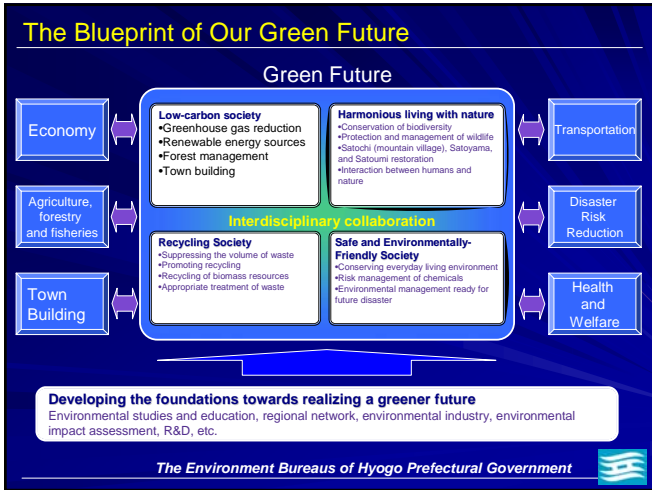 The Blueprint of Our Green Future
Green Future
Economy
Agriculture,
forestry
and fisheries
Town
Building
Low-carbon society
•Greenhouse gas reduction
•Renewable energy sources
•Forest management
•Town building
Harmonious living with nature
•Conservation of biodiversity
•Protection and management of wildlife
•Satochi (mountain village), Satoyama,
and Satoumi restoration
•Interaction between humans and
nature
Interdisciplinary collaboration
Recycling Society
•Suppressing the volume of waste
•Promoting recycling
•Recycling of biomass resources
•Appropriate treatment of waste
Safe and Environmentally-
Friendly Society
•Conserving everyday living environment
•Risk management of chemicals
•Environmental management ready for
future disaster
Transportation
Disaster
Risk
Reduction
Health
and
Welfare
Developing the foundations towards realizing a greener future
Environmental studies and education, regional network, environmental industry, environmental
impact assessment, R&D, etc.
The Environment Bureaus of Hyogo Prefectural Government